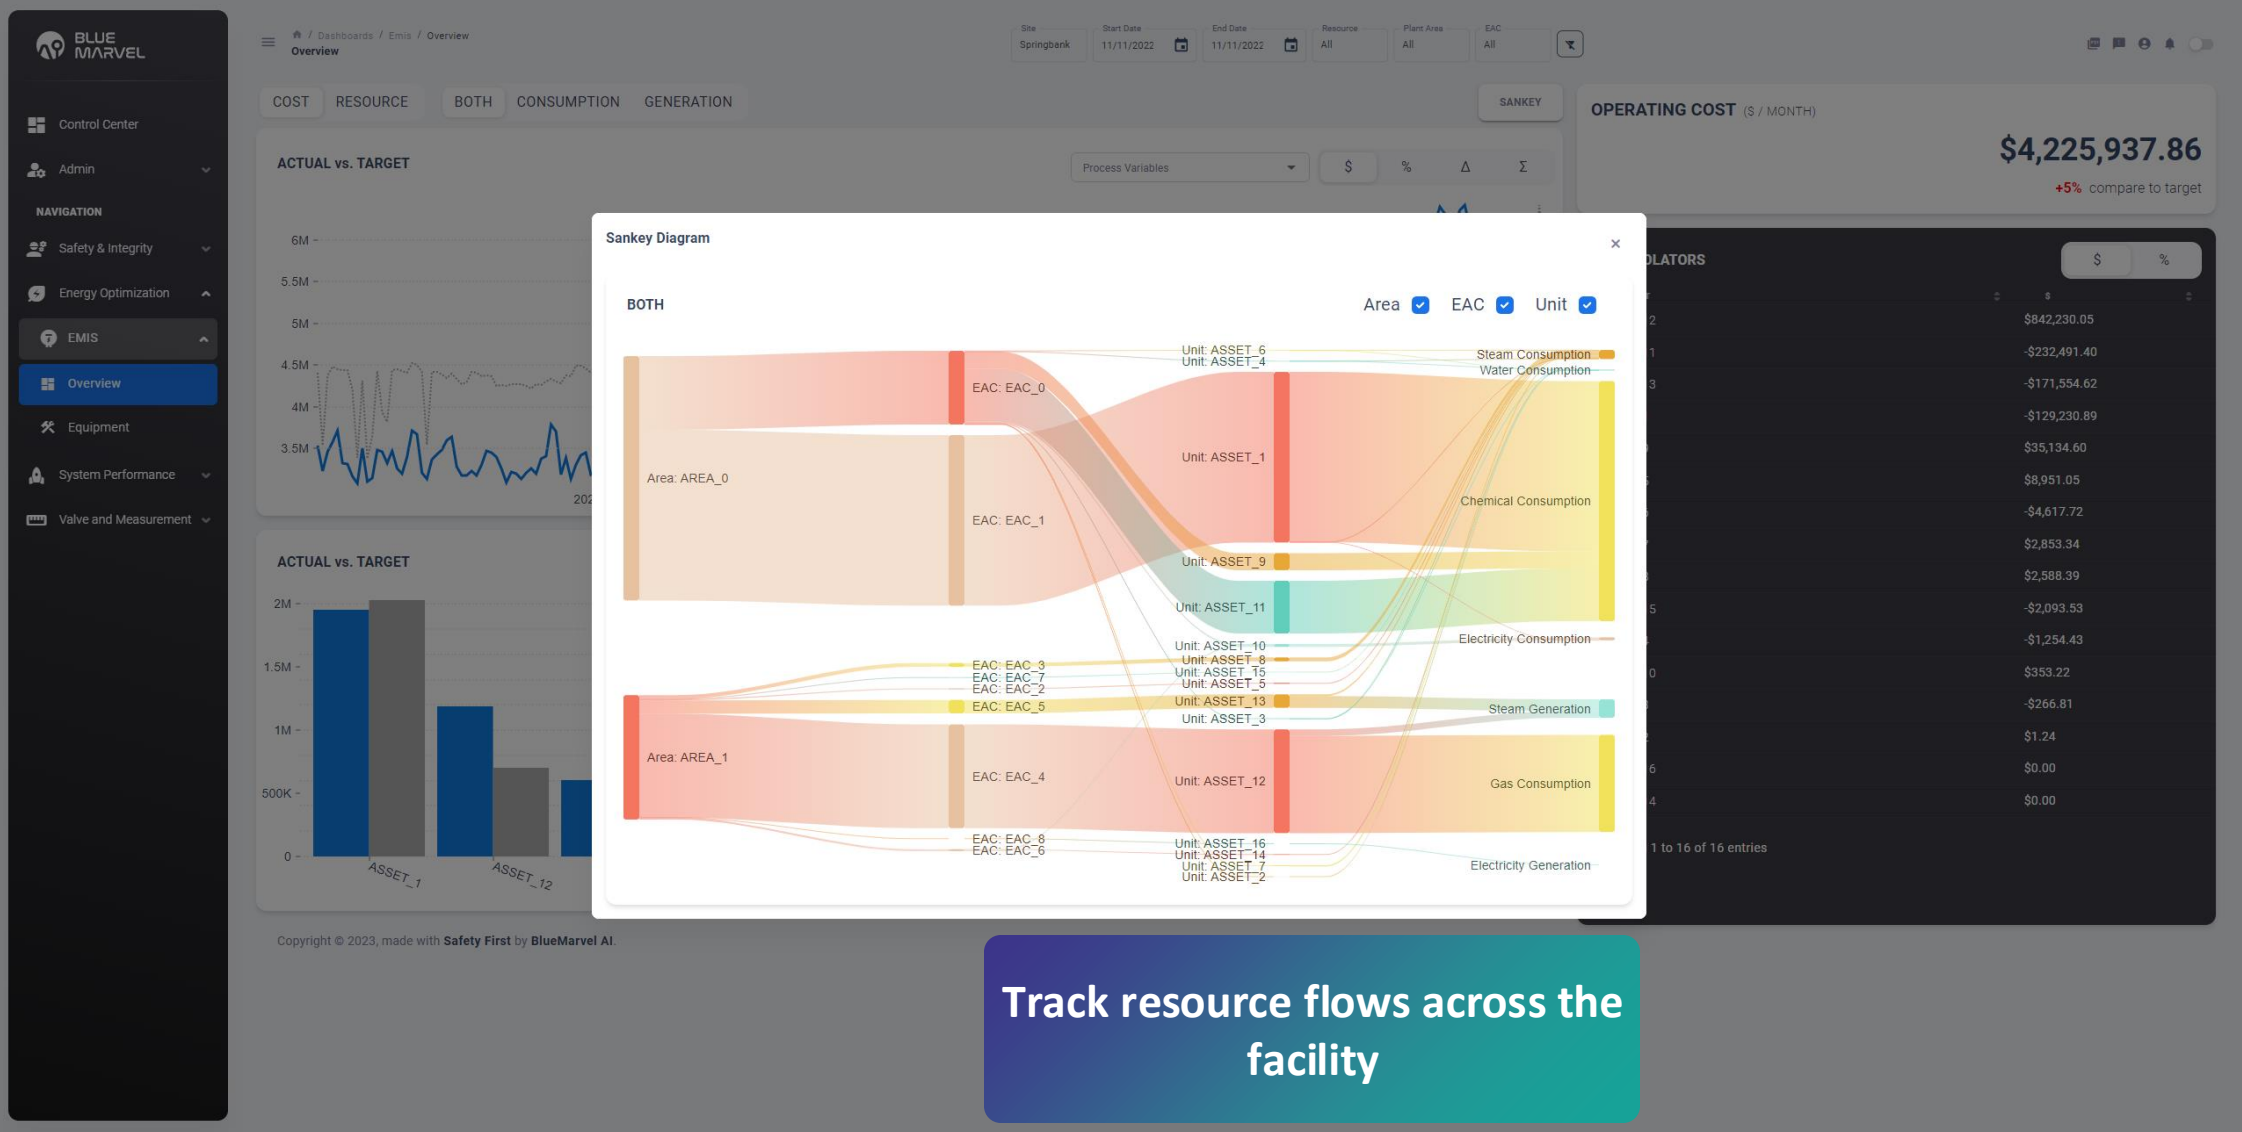 BLUE
MARVEL
Control Center
Admin
NAVIGATION
Safety & Integrity
Energy Optimization
EMIS
Overview
Equipment
System Performance
Valve and Measurement
/ Dashboards / Emis / Overview
Overview
Site
Springbank
Start Date
11/11/2022
End Date
11/11/2022
Resource
All
Plant Area
All
EAC
All
COST RESOURCE BOTH CONSUMPTION GENERATION
SANKEY
ACTUAL vs. TARGET
Process Variables
$ % Δ Σ
6M
5.5M
5M
4.5M
4M
3.5M
202
ACTUAL vs. TARGET
2M
1.5M
1M
500K
0
ASSET_1
ASSET_12
Copyright © 2023, made with Safety First by BlueMarvel AI.
OPERATING COST ($ / MONTH)
$4,225,937.86
+5% compare to target
OLATORS
$ %
$
2 $842,230.05
1 -$232,491.40
3 -$171,554.62
-$129,230.89
$35,134.60
$8,951.05
-$4,617.72
$2,853.34
$2,588.39
5 -$2,093.53
-$1,254.43
0 $353.22
-$266.81
$1.24
6 $0.00
4 $0.00
1 to 16 of 16 entries
Sankey Diagram
×
BOTH
Area EAC Unit
Area: AREA_0
Area: AREA_1
EAC: EAC_0
EAC: EAC_1
EAC: EAC_3
EAC: EAC_7
EAC: EAC_2
EAC: EAC_5
EAC: EAC_4
EAC: EAC_8
EAC: EAC_6
Unit: ASSET_6
Unit: ASSET_4
Unit: ASSET_1
Unit: ASSET_9
Unit: ASSET_11
Unit: ASSET_10
Unit: ASSET_8
Unit: ASSET_15
Unit: ASSET_5
Unit: ASSET_13
Unit: ASSET_3
Unit: ASSET_12
Unit: ASSET_16
Unit: ASSET_14
Unit: ASSET_7
Unit: ASSET_2
Steam Consumption
Water Consumption
Chemical Consumption
Electricity Consumption
Steam Generation
Gas Consumption
Electricity Generation
Track resource flows across the
facility